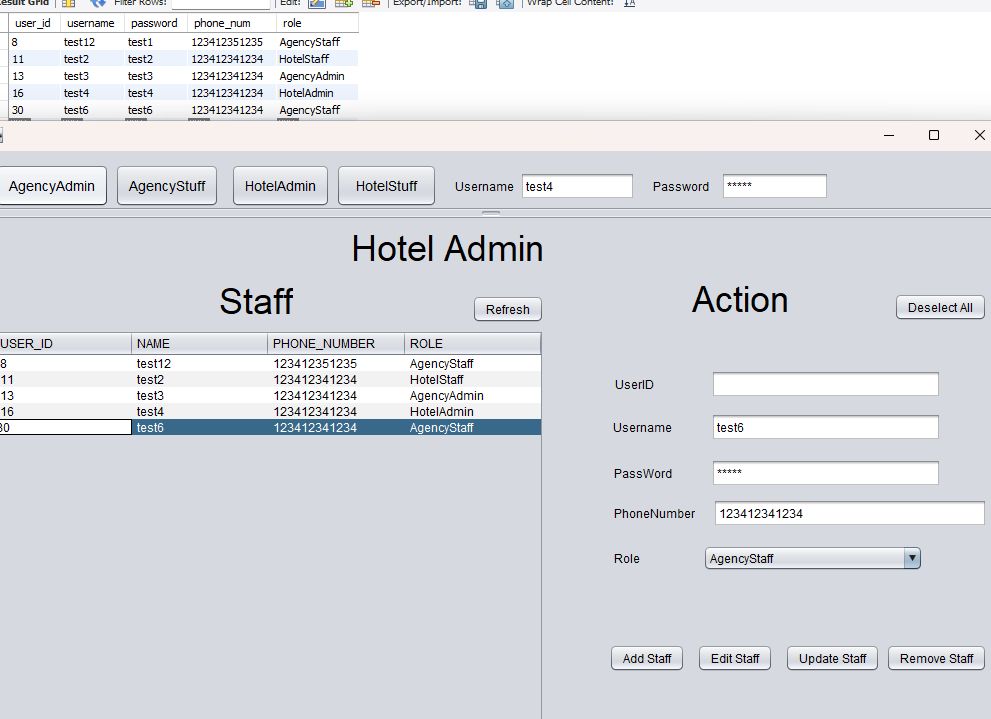 Result Grid Filter Rows: Edit: Export/Import: Wrap Cell Content:
user_id username password phone_num role
8 test12 test1 123412351235 AgencyStaff
11 test2 test2 123412341234 HotelStaff
13 test3 test3 123412341234 AgencyAdmin
16 test4 test4 123412341234 HotelAdmin
30 test6 test6 123412341234 AgencyStaff
AgencyAdmin AgencyStuff HotelAdmin HotelStuff Username test4 Password *****
Hotel Admin
Staff Refresh Action Deselect All
USER_ID NAME PHONE_NUMBER ROLE
8 test12 123412351235 AgencyStaff
11 test2 123412341234 HotelStaff
13 test3 123412341234 AgencyAdmin
16 test4 123412341234 HotelAdmin
30 test6 123412341234 AgencyStaff
UserID
Username test6
PassWord *****
PhoneNumber 123412341234
Role AgencyStaff
Add Staff Edit Staff Update Staff Remove Staff